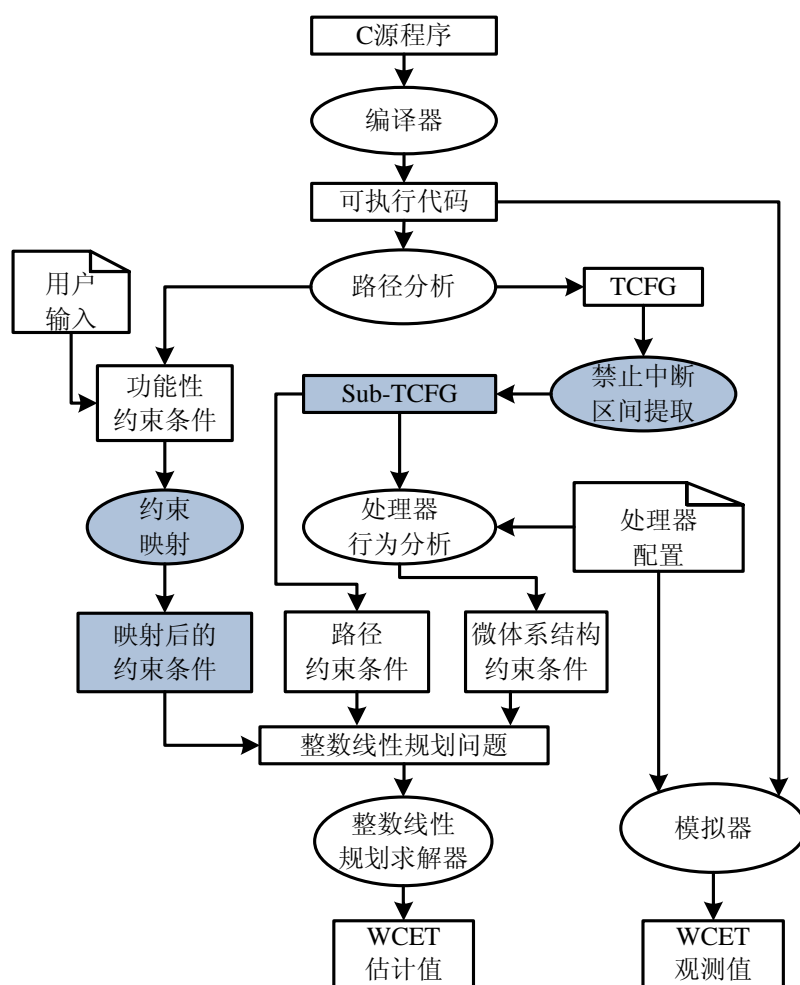 C源程序
编译器
可执行代码
用户
输入
路径分析
TCFG
功能性
约束条件
Sub-TCFG
禁止中断
区间提取
约束
映射
处理器
行为分析
处理器
配置
映射后的
约束条件
路径
约束条件
微体系结构
约束条件
整数线性规划问题
整数线性
规划求解器
模拟器
WCET
估计值
WCET
观测值